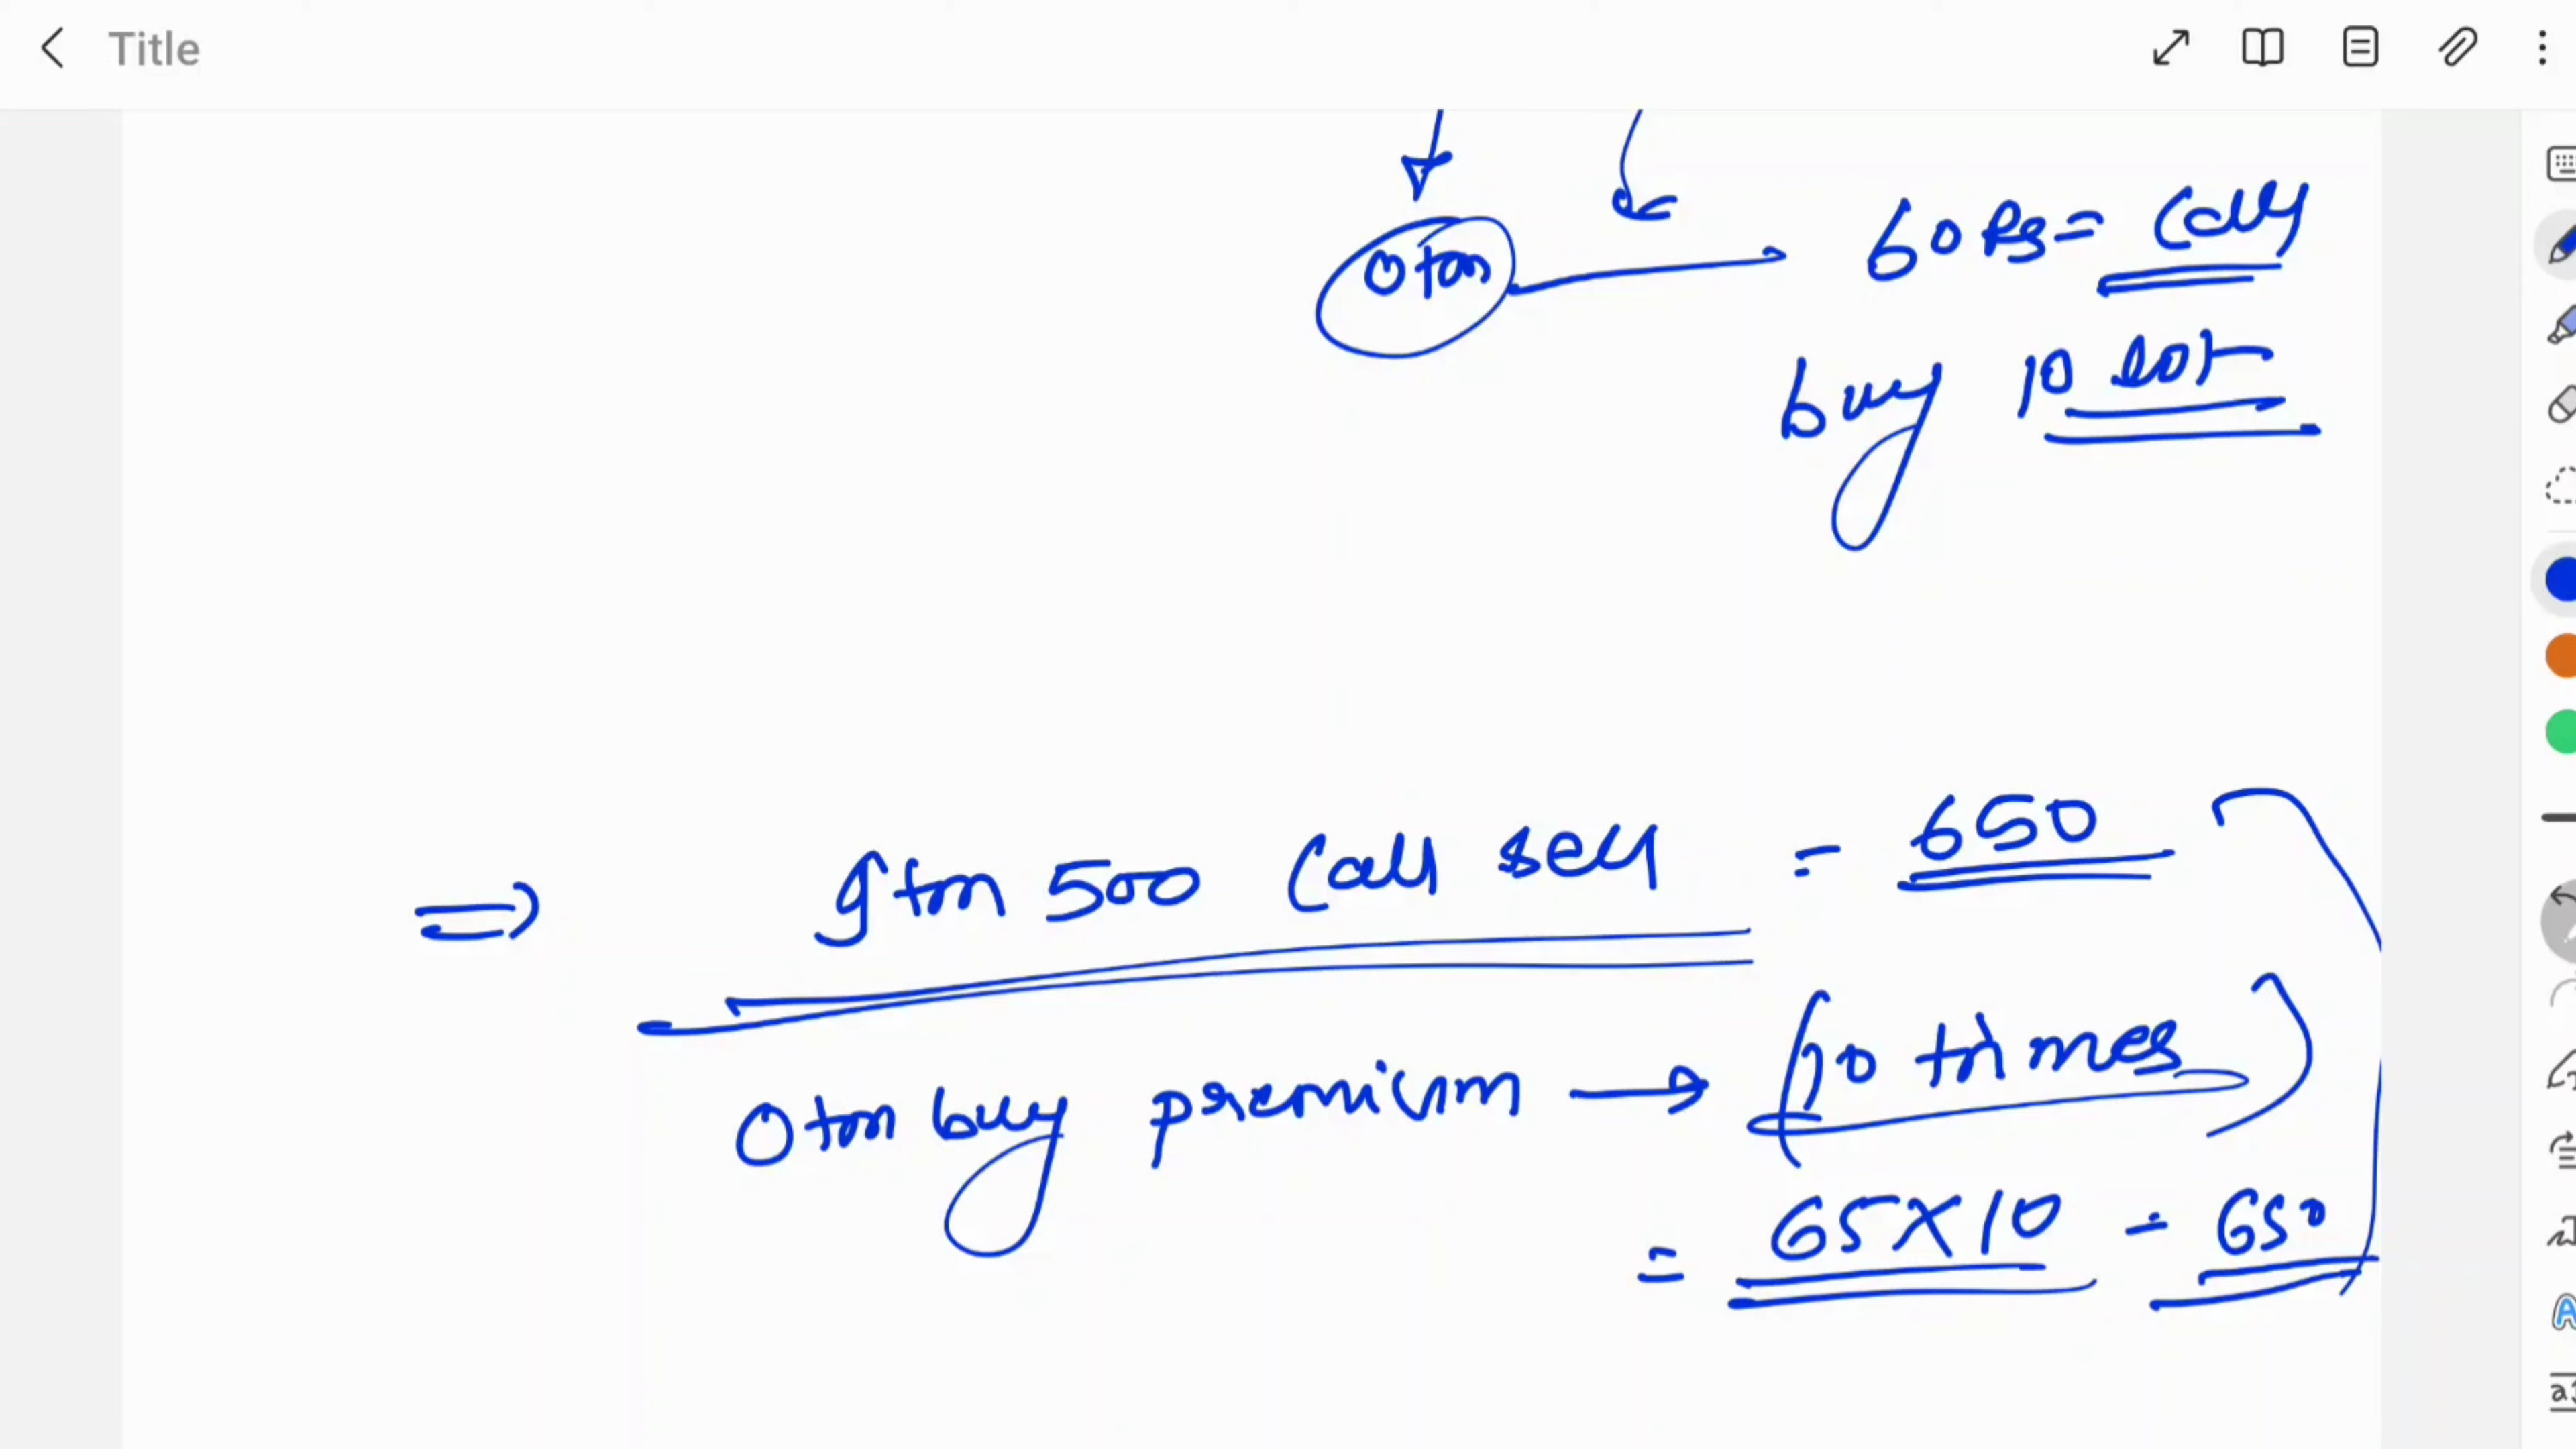 Title
Otm
60 Rs = Call
buy 10 lot
⇒ Itm 500 Call sell = 650
Otm buy premium → (10 times)
= 65X10 = 650